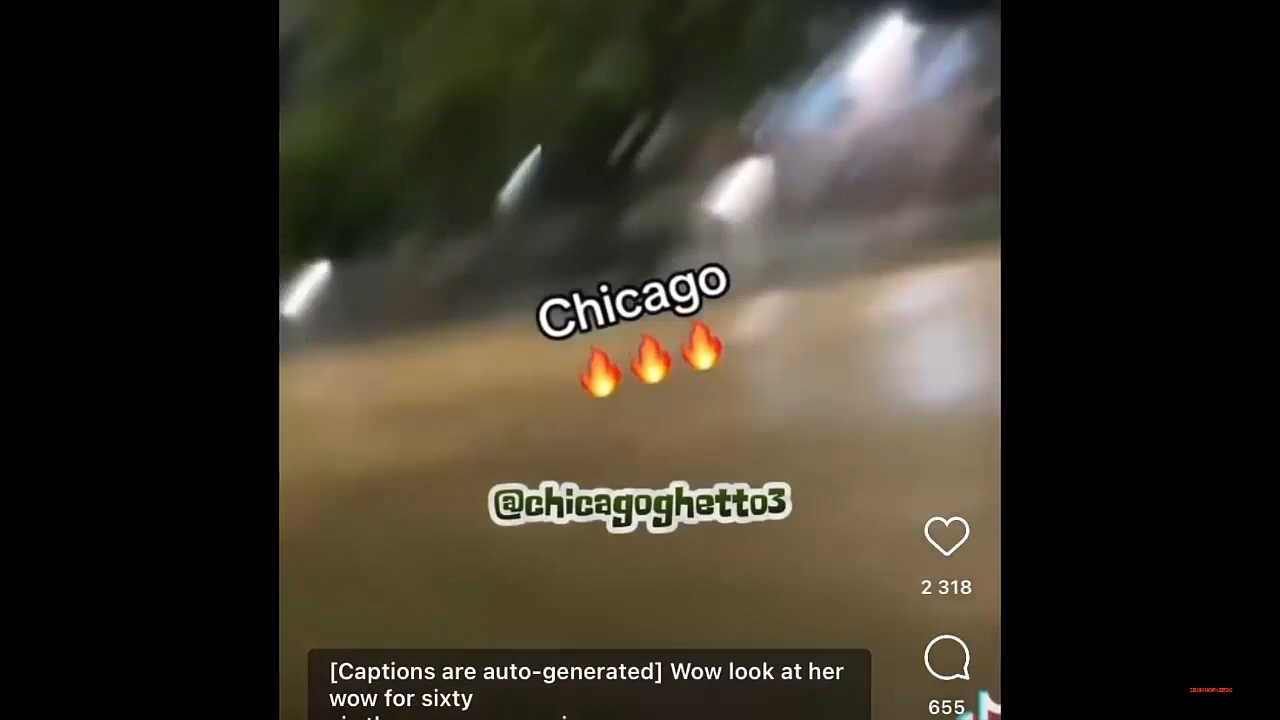 Chicago
🔥🔥🔥
@chicagoghetto3
2 318
[Captions are auto-generated] Wow look at her
wow for sixty
655